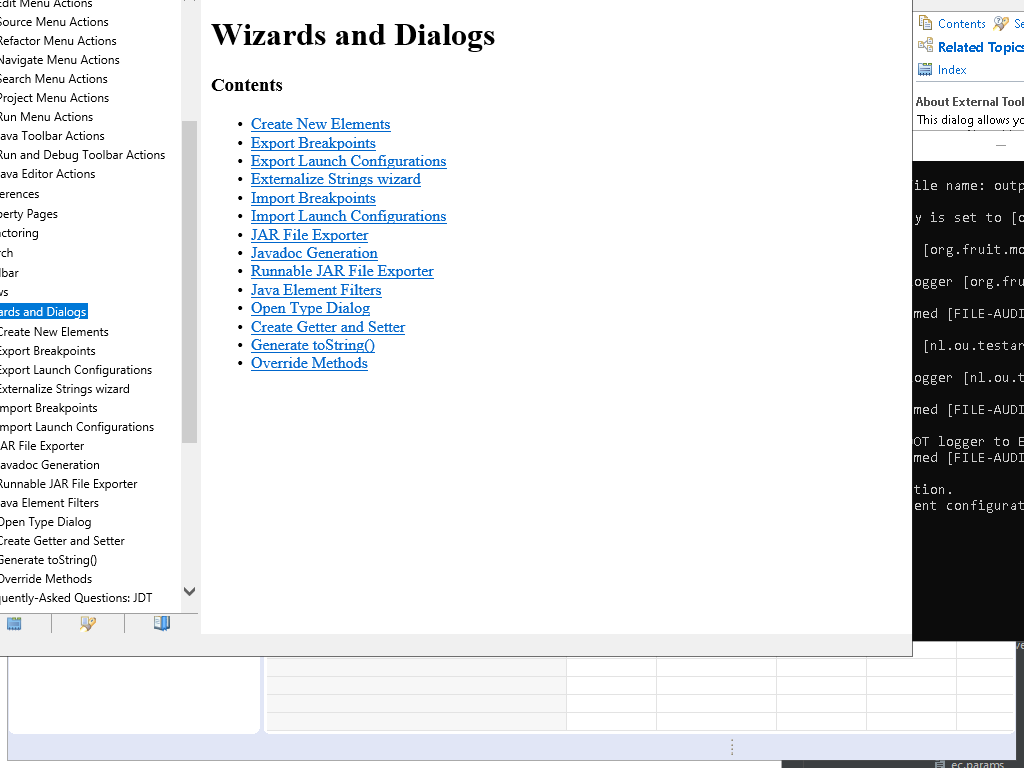 Edit Menu Actions
Source Menu Actions
Refactor Menu Actions
Navigate Menu Actions
Search Menu Actions
Project Menu Actions
Run Menu Actions
ava Toolbar Actions
Run and Debug Toolbar Actions
ava Editor Actions
erences
perty Pages
actoring
rch
lbar
ws
ards and Dialogs
Create New Elements
Export Breakpoints
Export Launch Configurations
Externalize Strings wizard
mport Breakpoints
mport Launch Configurations
AR File Exporter
avadoc Generation
Runnable JAR File Exporter
ava Element Filters
Open Type Dialog
Create Getter and Setter
Generate toString()
Override Methods
quently-Asked Questions: JDT
Wizards and Dialogs
Contents
• Create New Elements
• Export Breakpoints
• Export Launch Configurations
• Externalize Strings wizard
• Import Breakpoints
• Import Launch Configurations
• JAR File Exporter
• Javadoc Generation
• Runnable JAR File Exporter
• Java Element Filters
• Open Type Dialog
• Create Getter and Setter
• Generate toString()
• Override Methods
Contents Se
Related Topics
Index
About External Tool
This dialog allows yo
ile name: outp
y is set to [o
[org.fruit.mo
ogger [org.fru
med [FILE-AUDI
[nl.ou.testar
ogger [nl.ou.t
med [FILE-AUDI
OT logger to E
med [FILE-AUDI
tion.
ent configurat
ve
ec.params